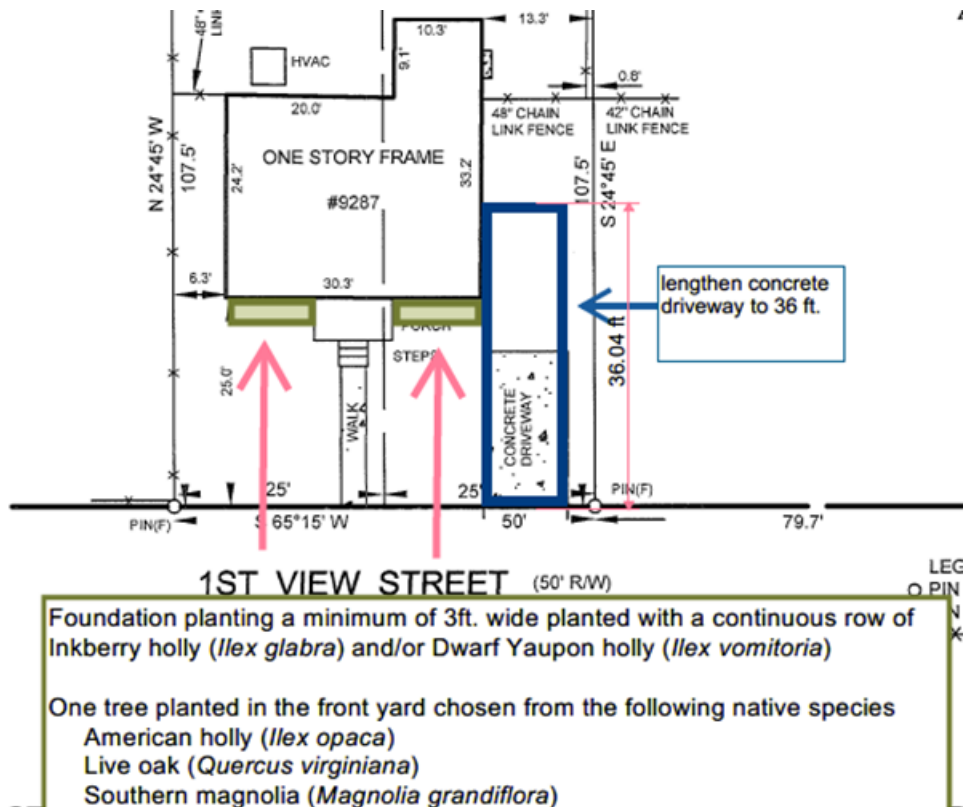 48"
10.3'
13.3'
HVAC
9.1'
0.8'
20.0'
48" CHAIN
LINK FENCE
42" CHAIN
LINK FENCE
N 24°45' W
107.5'
24.2'
ONE STORY FRAME
#9287
33.2'
107.5'
S 24°45' E
6.3'
30.3'
lengthen concrete
driveway to 36 ft.
36.04 ft
PORCH
STEPS
25.0'
WALK
CONCRETE
DRIVEWAY
25'
25'
PIN(F)
PIN(F)
S 65°15' W
50'
79.7'
1ST VIEW STREET (50' R/W)
PIN
Foundation planting a minimum of 3ft. wide planted with a continuous row of
Inkberry holly (Ilex glabra) and/or Dwarf Yaupon holly (Ilex vomitoria)
One tree planted in the front yard chosen from the following native species
American holly (Ilex opaca)
Live oak (Quercus virginiana)
Southern magnolia (Magnolia grandiflora)